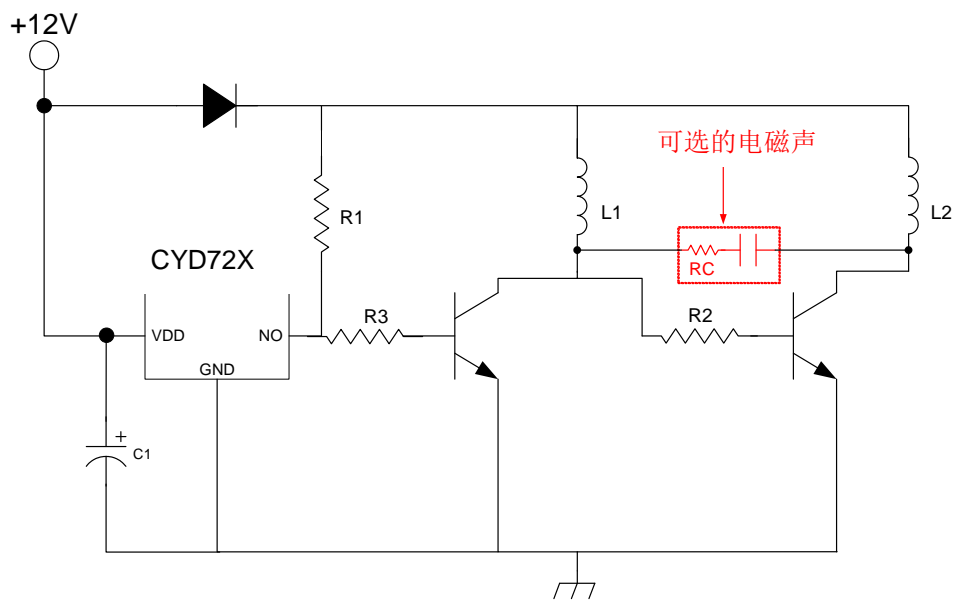 +12V
可选的电磁声
R1
L1
L2
CYD72X
RC
R3
R2
VDD
NO
GND
+
C1